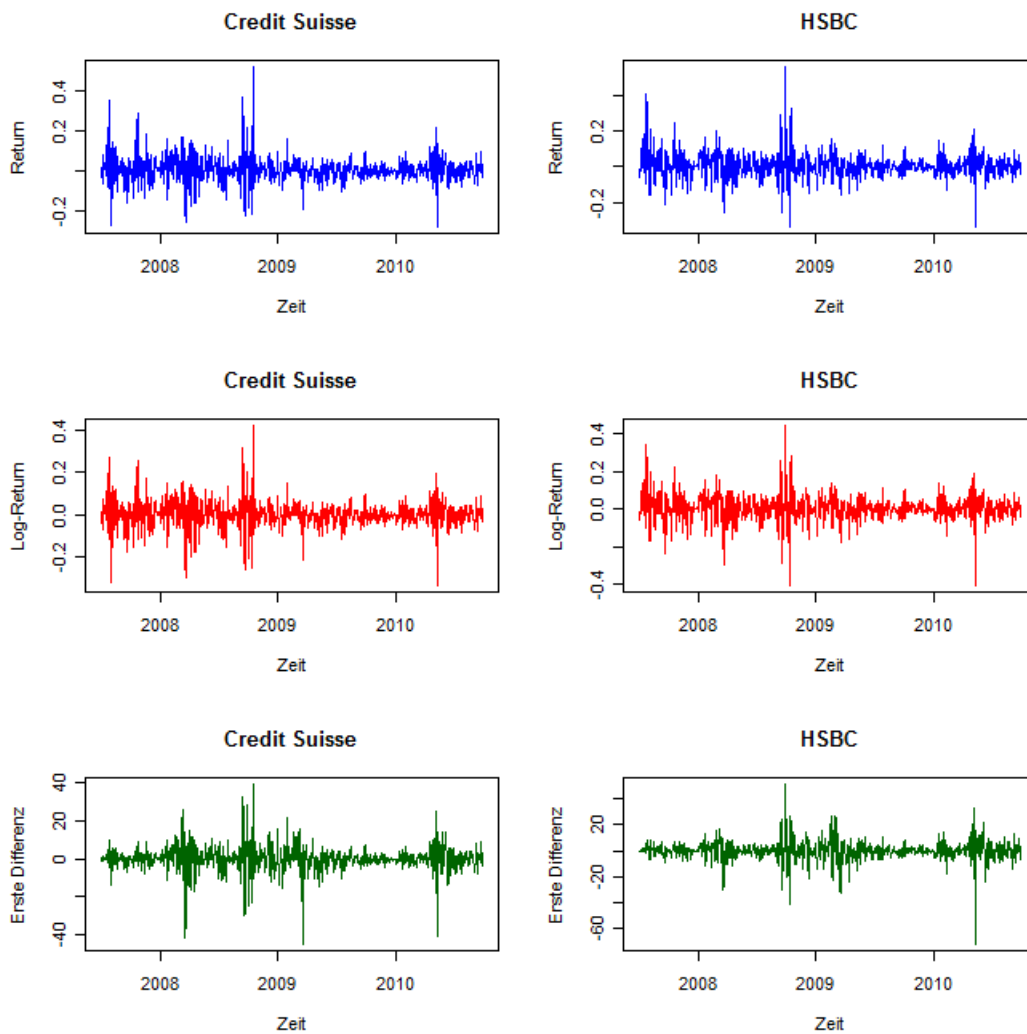 Credit Suisse
HSBC
Return
0.4
0.2
-0.2
2008
2009
2010
Zeit
Return
0.2
-0.2
2008
2009
2010
Zeit
Credit Suisse
HSBC
Log-Return
0.4
0.2
0.0
-0.2
2008
2009
2010
Zeit
Log-Return
0.4
0.2
0.0
-0.4
2008
2009
2010
Zeit
Credit Suisse
HSBC
Erste Differenz
40
20
0
-40
2008
2009
2010
Zeit
Erste Differenz
20
-20
-60
2008
2009
2010
Zeit